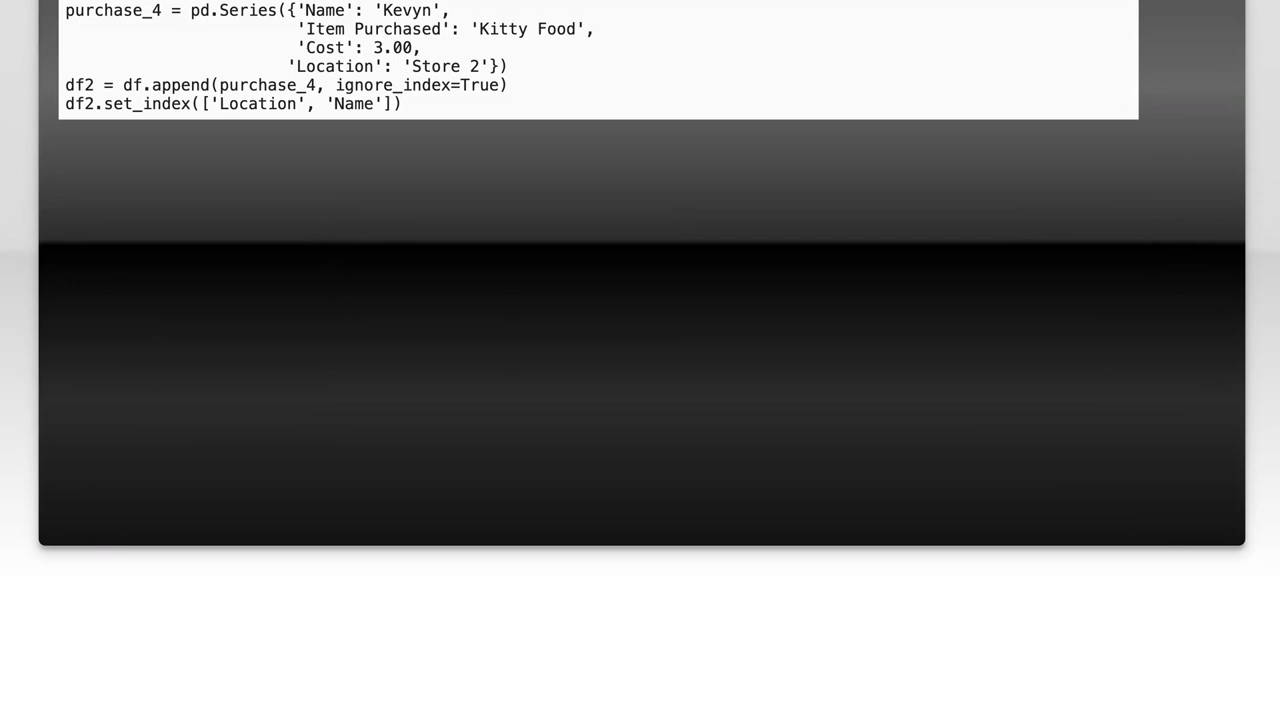 purchase_4 = pd.Series({'Name': 'Kevyn',
'Item Purchased': 'Kitty Food',
'Cost': 3.00,
'Location': 'Store 2'})
df2 = df.append(purchase_4, ignore_index=True)
df2.set_index(['Location', 'Name'])